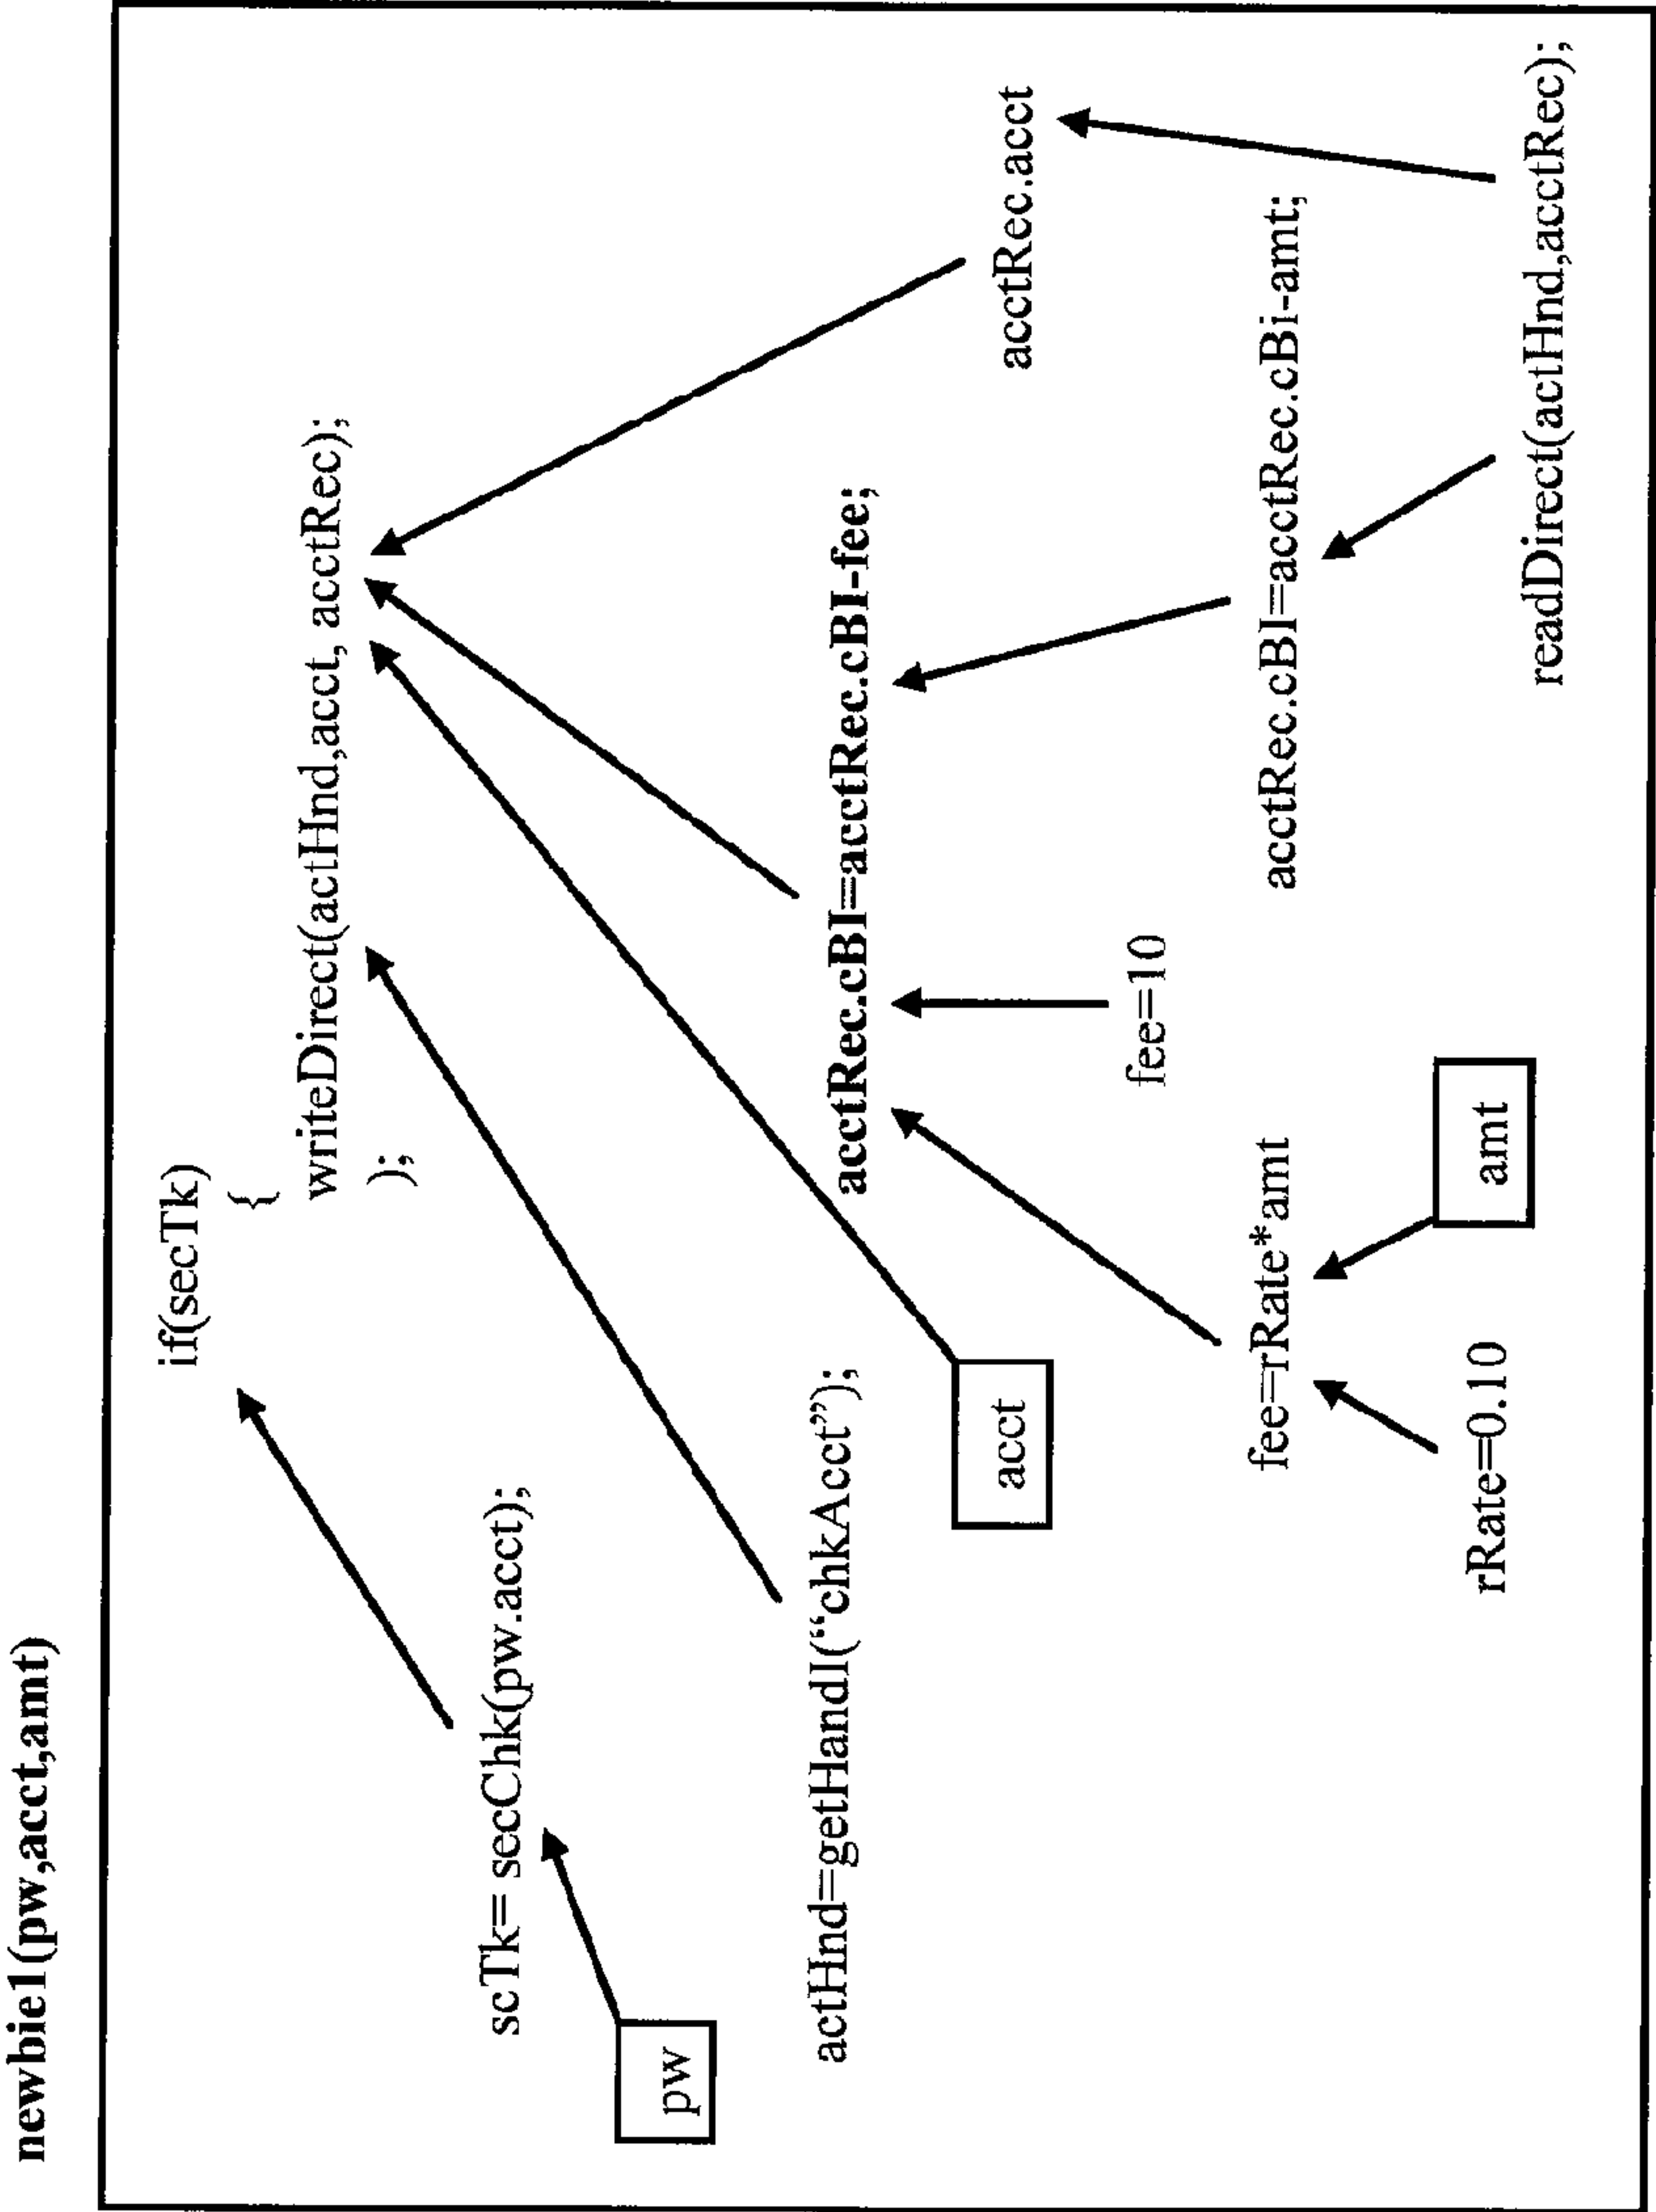 newbie1(pw,acct,amt)
if(secTk)
{
writeDirect(actHnd,acct, acctRec);
);
scTk= secChk(pw.acct);
pw
actHnd=getHandl(“chkAcct”);
acctRec.cBI=acctRec.cBI-fee;
acctRec.acct
acct
fee=10
fee=rRate*amt
acctRec.cBI=acctRec.cBi-amt;
rRate=0.10
amt
readDirect(actHnd,acctRec);